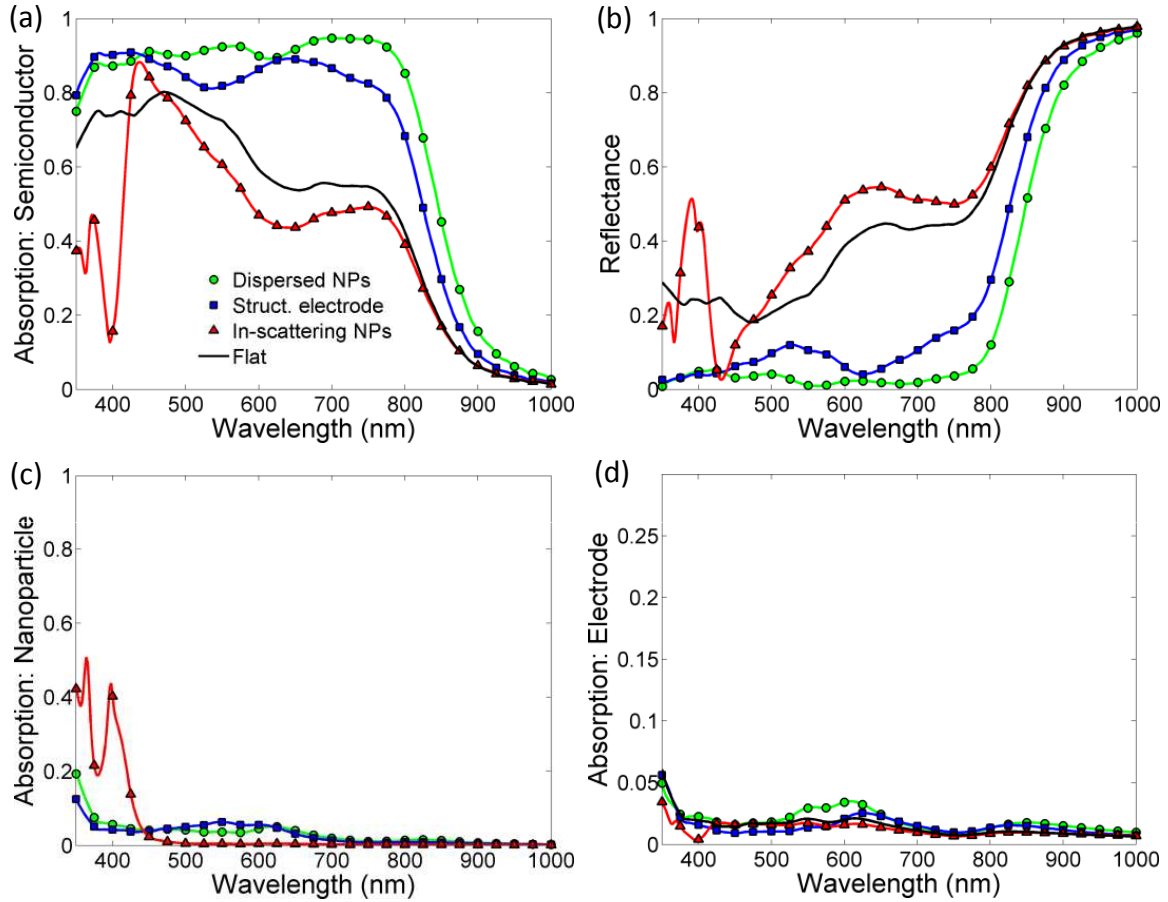 (a)
Absorption: Semiconductor
1
0.8
0.6
0.4
0.2
0
400 500 600 700 800 900 1000
Wavelength (nm)
Dispersed NPs
Struct. electrode
In-scattering NPs
Flat
(b)
Reflectance
1
0.8
0.6
0.4
0.2
0
400 500 600 700 800 900 1000
Wavelength (nm)
(c)
Absorption: Nanoparticle
1
0.8
0.6
0.4
0.2
0
400 500 600 700 800 900 1000
Wavelength (nm)
(d)
Absorption: Electrode
0.25
0.2
0.15
0.1
0.05
0
400 500 600 700 800 900 1000
Wavelength (nm)